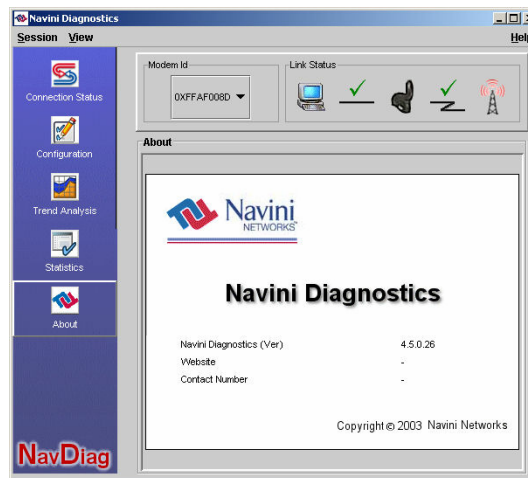 Navini Diagnostics
Session View
Help
Connection Status
Configuration
Trend Analysis
Statistics
About
NavDiag
Modem Id
0XFFAF008D
Link Status
About
Navini
NETWORKS
Navini Diagnostics
Navini Diagnostics (Ver) 4.5.0.26
Website -
Contact Number -
Copyright © 2003 Navini Networks